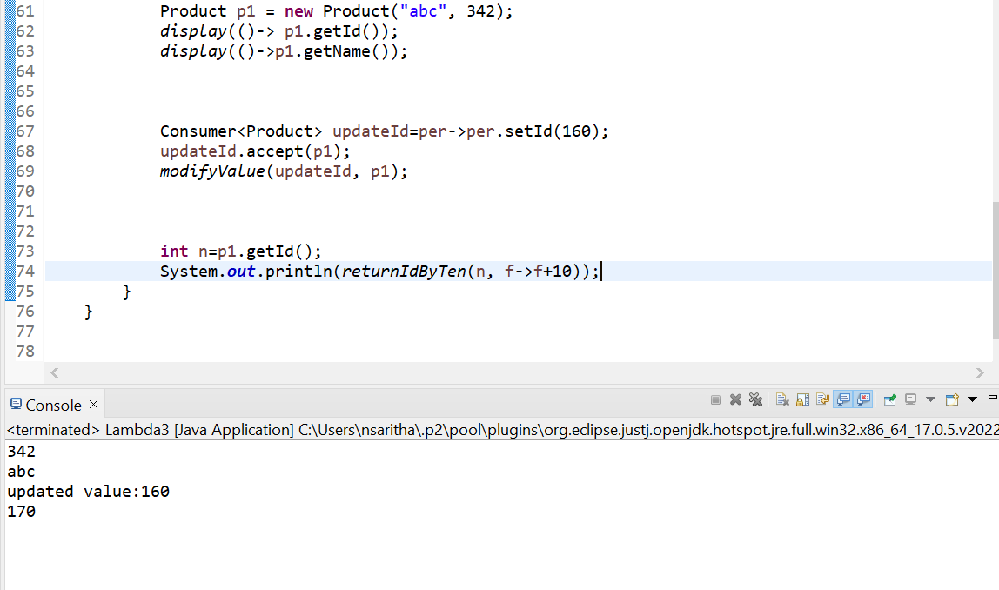 61            Product p1 = new Product("abc", 342);
62            display(()-> p1.getId());
63            display(()->p1.getName());
64
65
66
67            Consumer<Product> updateId=per->per.setId(160);
68            updateId.accept(p1);
69            modifyValue(updateId, p1);
70
71
72
73            int n=p1.getId();
74            System.out.println(returnIdByTen(n, f->f+10));
75        }
76    }
77
78
Console
<terminated> Lambda3 [Java Application] C:\Users\nsaritha\.p2\pool\plugins\org.eclipse.justj.openjdk.hotspot.jre.full.win32.x86_64_17.0.5.v2022
342
abc
updated value:160
170